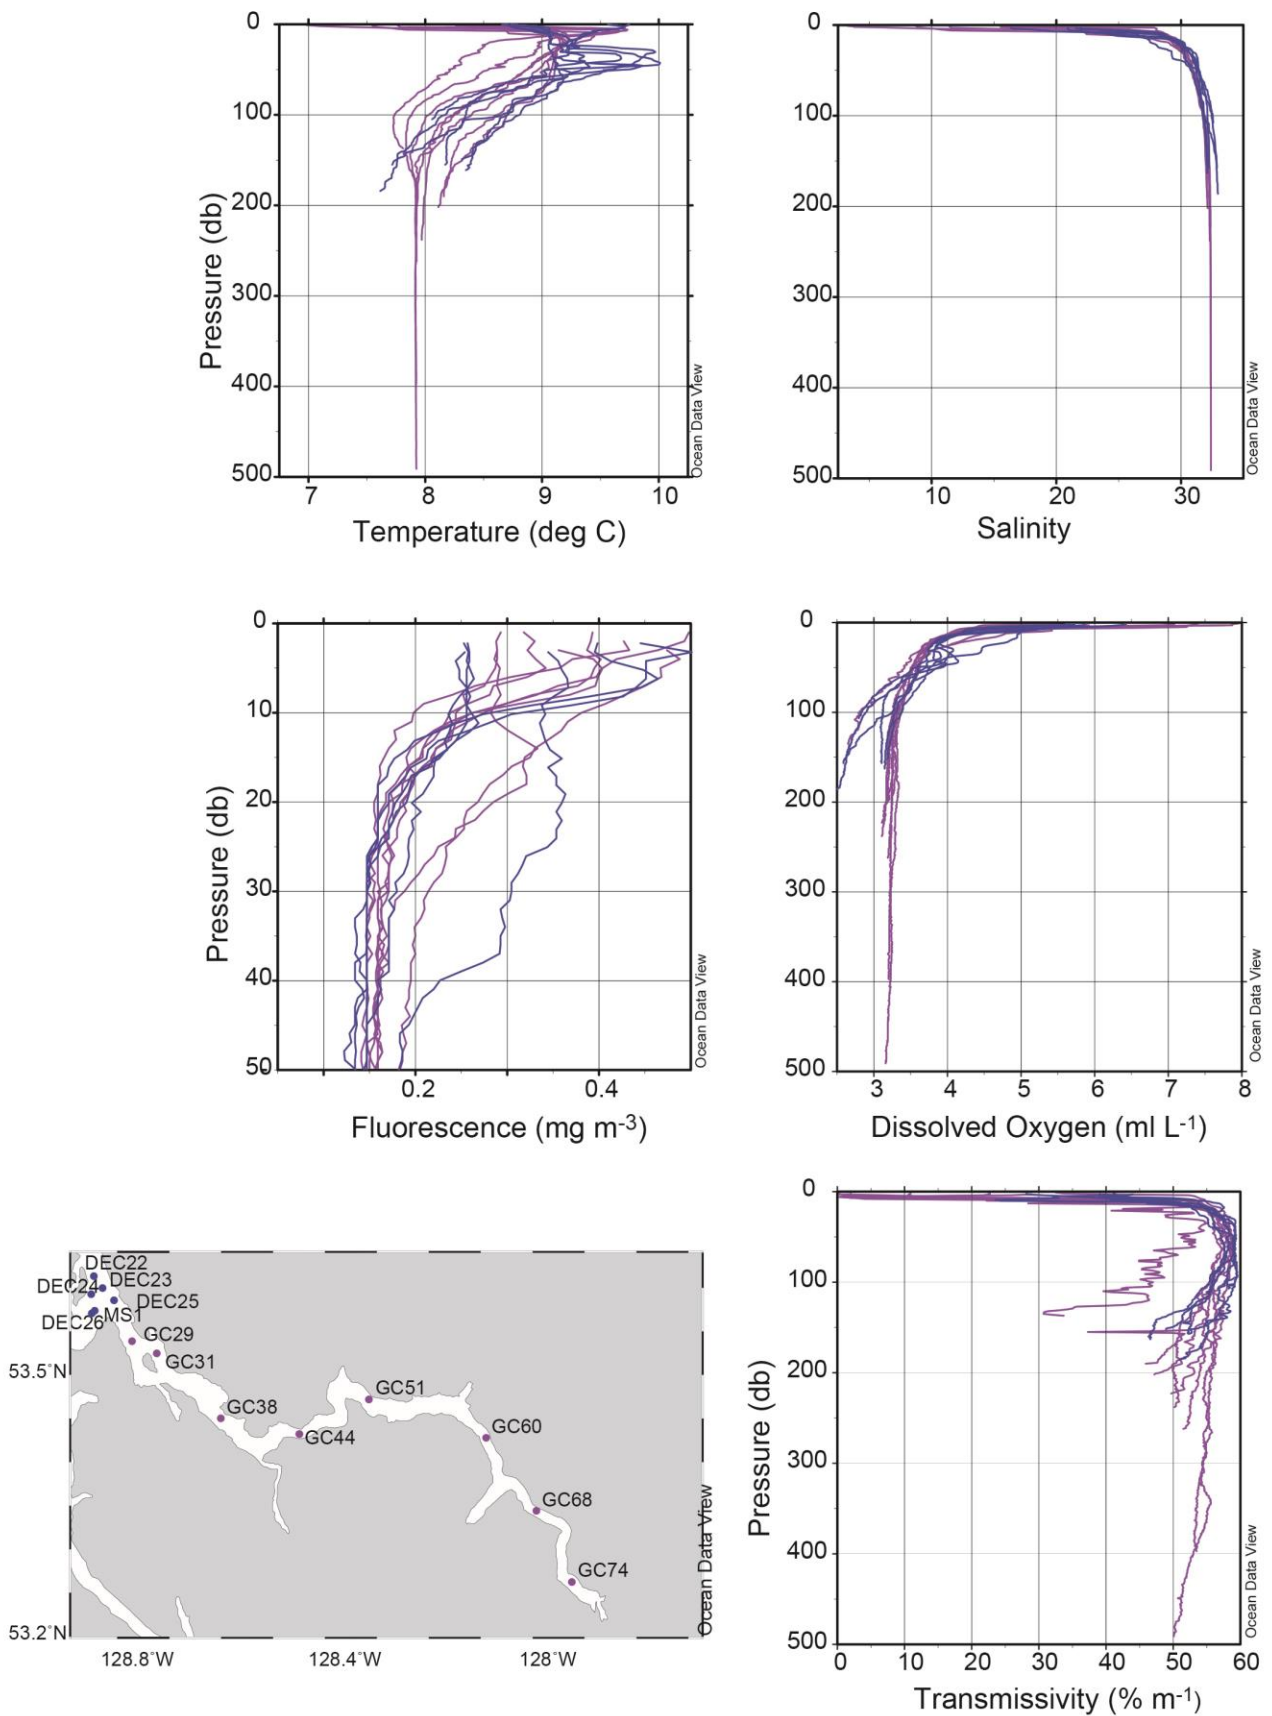 0
100
200
300
400
500
Pressure (db)
7 8 9 10
Temperature (deg C)
Ocean Data View
0
100
200
300
400
500
10 20 30
Salinity
Ocean Data View
0
10
20
30
40
50
Pressure (db)
0.2 0.4
Fluorescence (mg m-3)
Ocean Data View
0
100
200
300
400
500
3 4 5 6 7 8
Dissolved Oxygen (ml L-1)
Ocean Data View
DEC22
DEC24 DEC23
DEC25
DEC26 MS1
GC29
GC31
GC38
GC44
GC51
GC60
GC68
GC74
53.5°N
53.2°N
128.8°W 128.4°W 128°W
Ocean Data View
0
100
200
300
400
500
Pressure (db)
0 10 20 30 40 50 60
Transmissivity (% m-1)
Ocean Data View